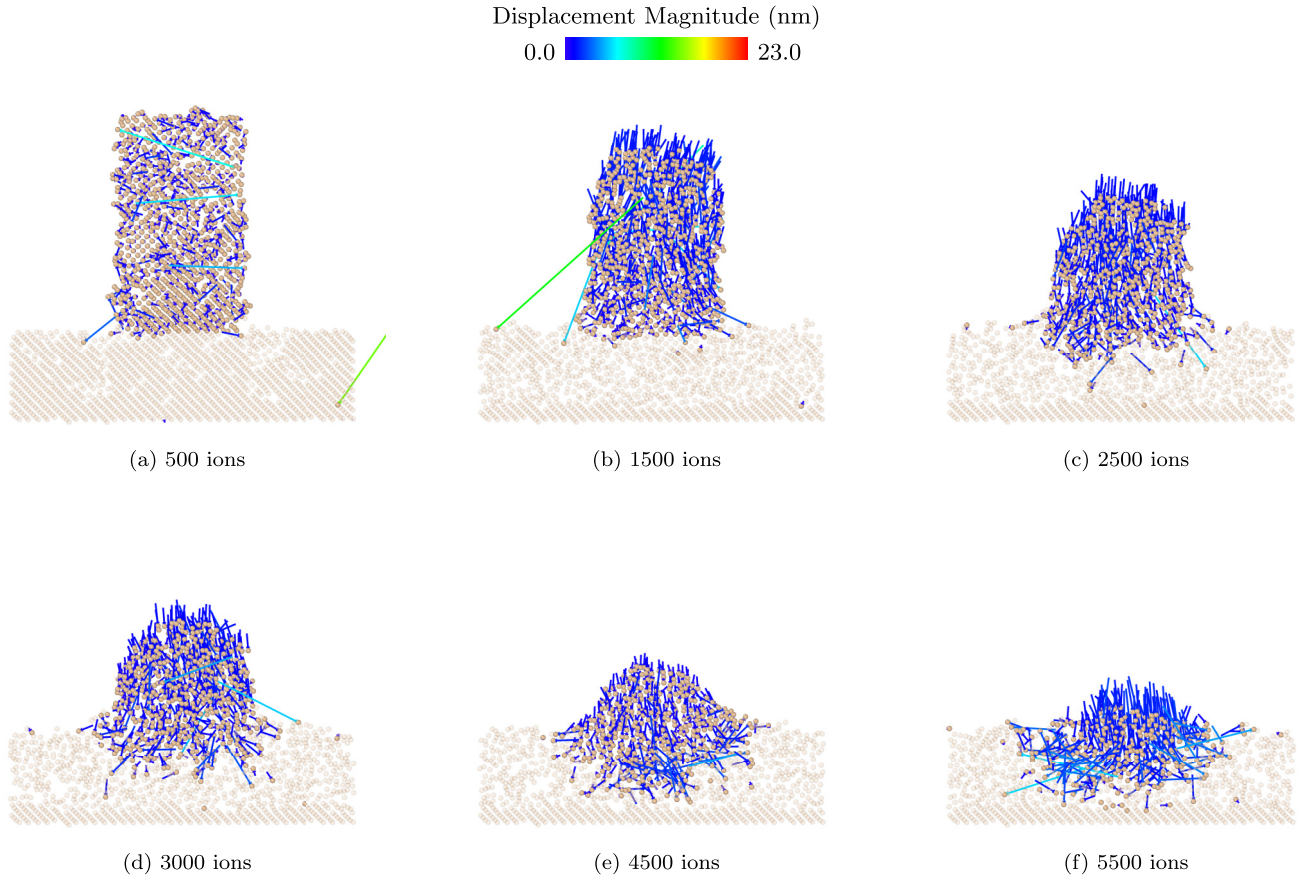 Displacement Magnitude (nm)
0.0 23.0
(a) 500 ions
(b) 1500 ions
(c) 2500 ions
(d) 3000 ions
(e) 4500 ions
(f) 5500 ions